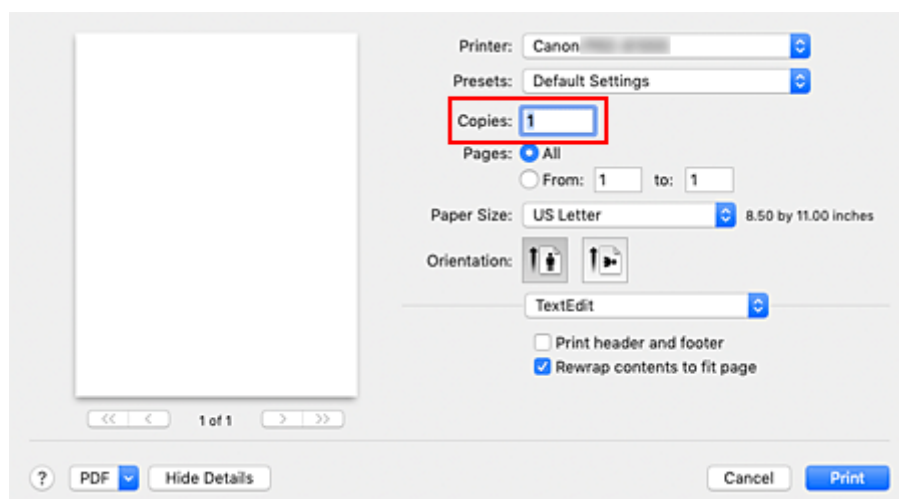 Printer: Canon
Presets: Default Settings
Copies: 1
Pages: All
From: 1 to: 1
Paper Size: US Letter 8.50 by 11.00 inches
Orientation:
TextEdit
Print header and footer
Rewrap contents to fit page
<< < 1 of 1 > >>
? PDF Hide Details Cancel Print